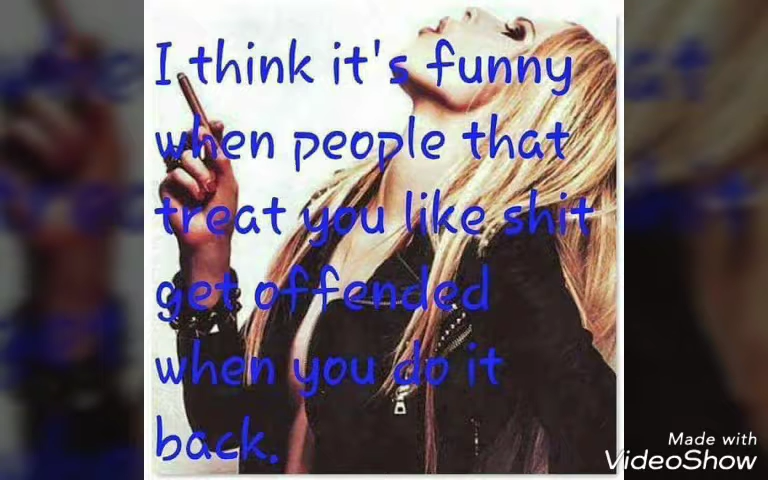 I think it's funny
when people that
treat you like shit
get offended
when you do it
back.
Made with
VideoShow